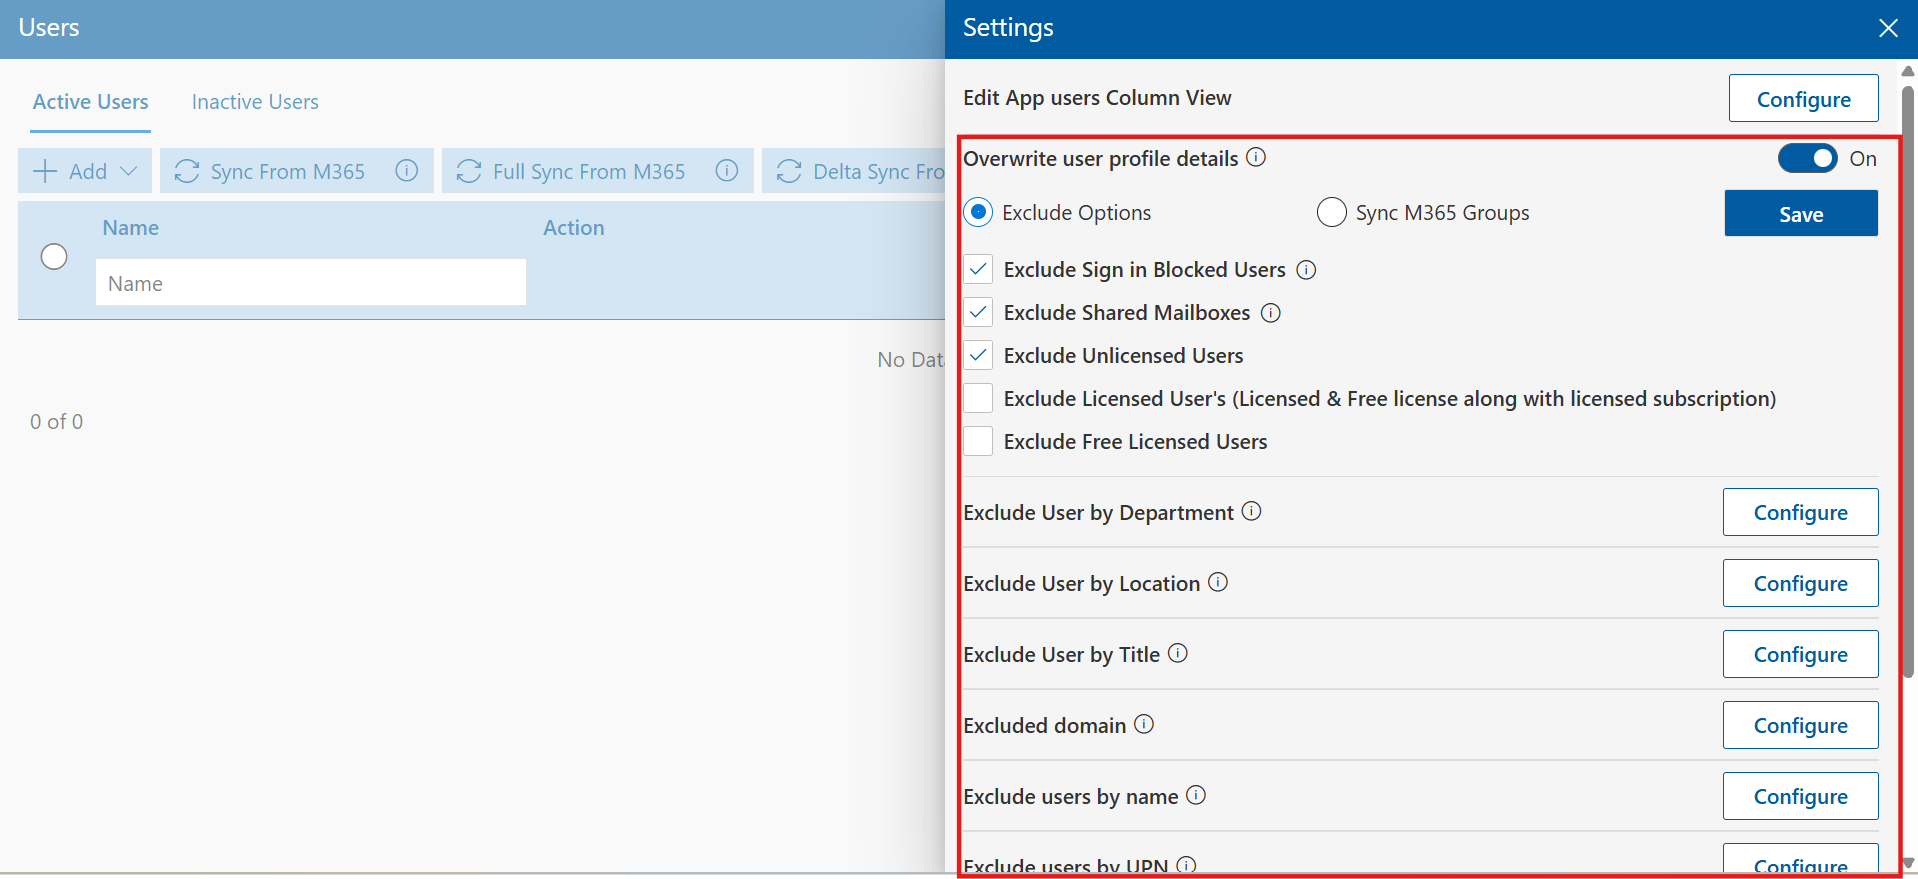 Users
Active Users Inactive Users
Add Sync From M365 Full Sync From M365 Delta Sync Fro
Name Action
Name
No Dat
0 of 0
Settings
Edit App users Column View Configure
Overwrite user profile details On
Exclude Options Sync M365 Groups Save
Exclude Sign in Blocked Users
Exclude Shared Mailboxes
Exclude Unlicensed Users
Exclude Licensed User's (Licensed & Free license along with licensed subscription)
Exclude Free Licensed Users
Exclude User by Department Configure
Exclude User by Location Configure
Exclude User by Title Configure
Excluded domain Configure
Exclude users by name Configure
Exclude users by UPN Configure